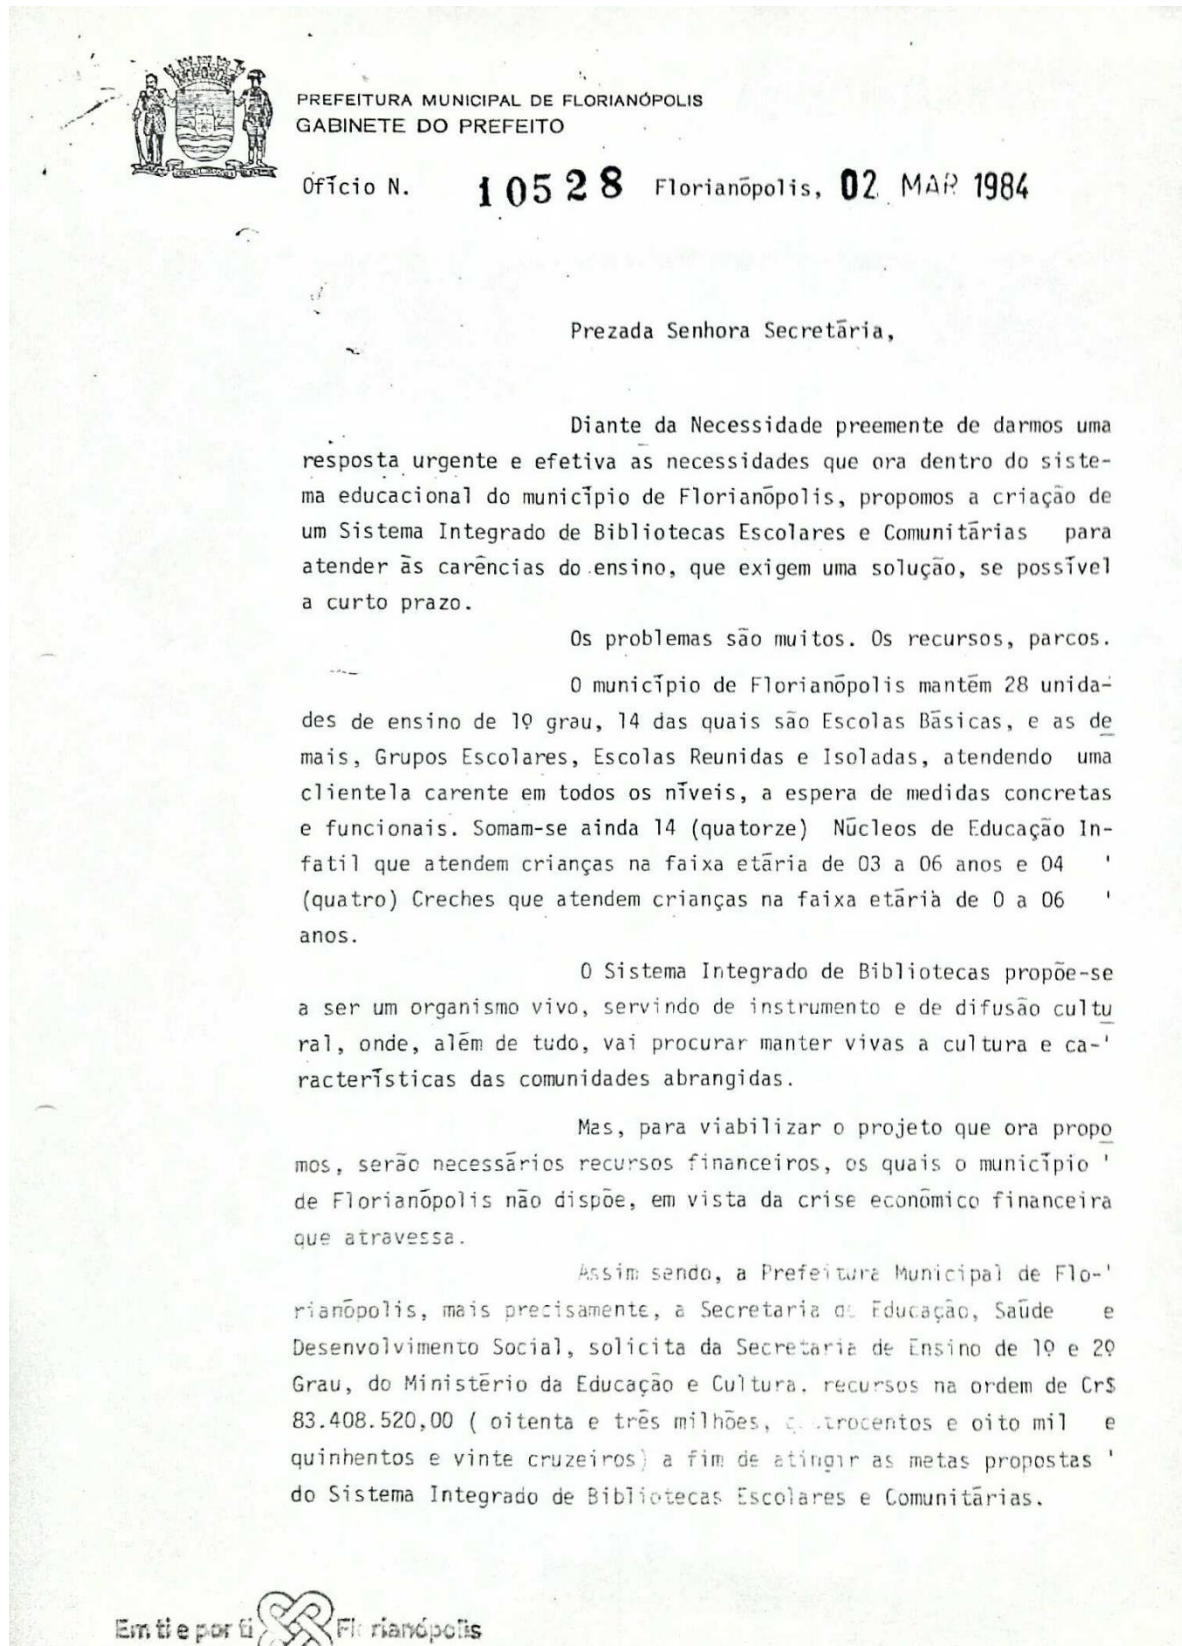 PREFEITURA MUNICIPAL DE FLORIANÓPOLIS
GABINETE DO PREFEITO
Ofício N. 10528 Florianópolis, 02 MAR 1984
Prezada Senhora Secretária,
Diante da Necessidade preemente de darmos uma
resposta urgente e efetiva as necessidades que ora dentro do siste-
ma educacional do município de Florianópolis, propomos a criação de
um Sistema Integrado de Bibliotecas Escolares e Comunitárias para
atender às carências do ensino, que exigem uma solução, se possível
a curto prazo.
Os problemas são muitos. Os recursos, parcos.
O município de Florianópolis mantém 28 unida-
des de ensino de 1º grau, 14 das quais são Escolas Básicas, e as de
mais, Grupos Escolares, Escolas Reunidas e Isoladas, atendendo uma
clientela carente em todos os níveis, a espera de medidas concretas
e funcionais. Somam-se ainda 14 (quatorze) Núcleos de Educação In-
fatil que atendem crianças na faixa etária de 03 a 06 anos e 04 '
(quatro) Creches que atendem crianças na faixa etária de 0 a 06 '
anos.
O Sistema Integrado de Bibliotecas propõe-se
a ser um organismo vivo, servindo de instrumento e de difusão cultu
ral, onde, além de tudo, vai procurar manter vivas a cultura e ca-'
racterísticas das comunidades abrangidas.
Mas, para viabilizar o projeto que ora propo
mos, serão necessários recursos financeiros, os quais o município '
de Florianópolis não dispõe, em vista da crise econômico financeira
que atravessa.
Assim sendo, a Prefeitura Municipal de Flo-'
rianópolis, mais precisamente, a Secretaria de Educação, Saúde e
Desenvolvimento Social, solicita da Secretaria de Ensino de 1º e 2º
Grau, do Ministério da Educação e Cultura, recursos na ordem de Cr$
83.408.520,00 ( oitenta e três milhões, quatrocentos e oito mil e
quinhentos e vinte cruzeiros) a fim de atingir as metas propostas '
do Sistema Integrado de Bibliotecas Escolares e Comunitárias.
Em ti e por ti Florianópolis